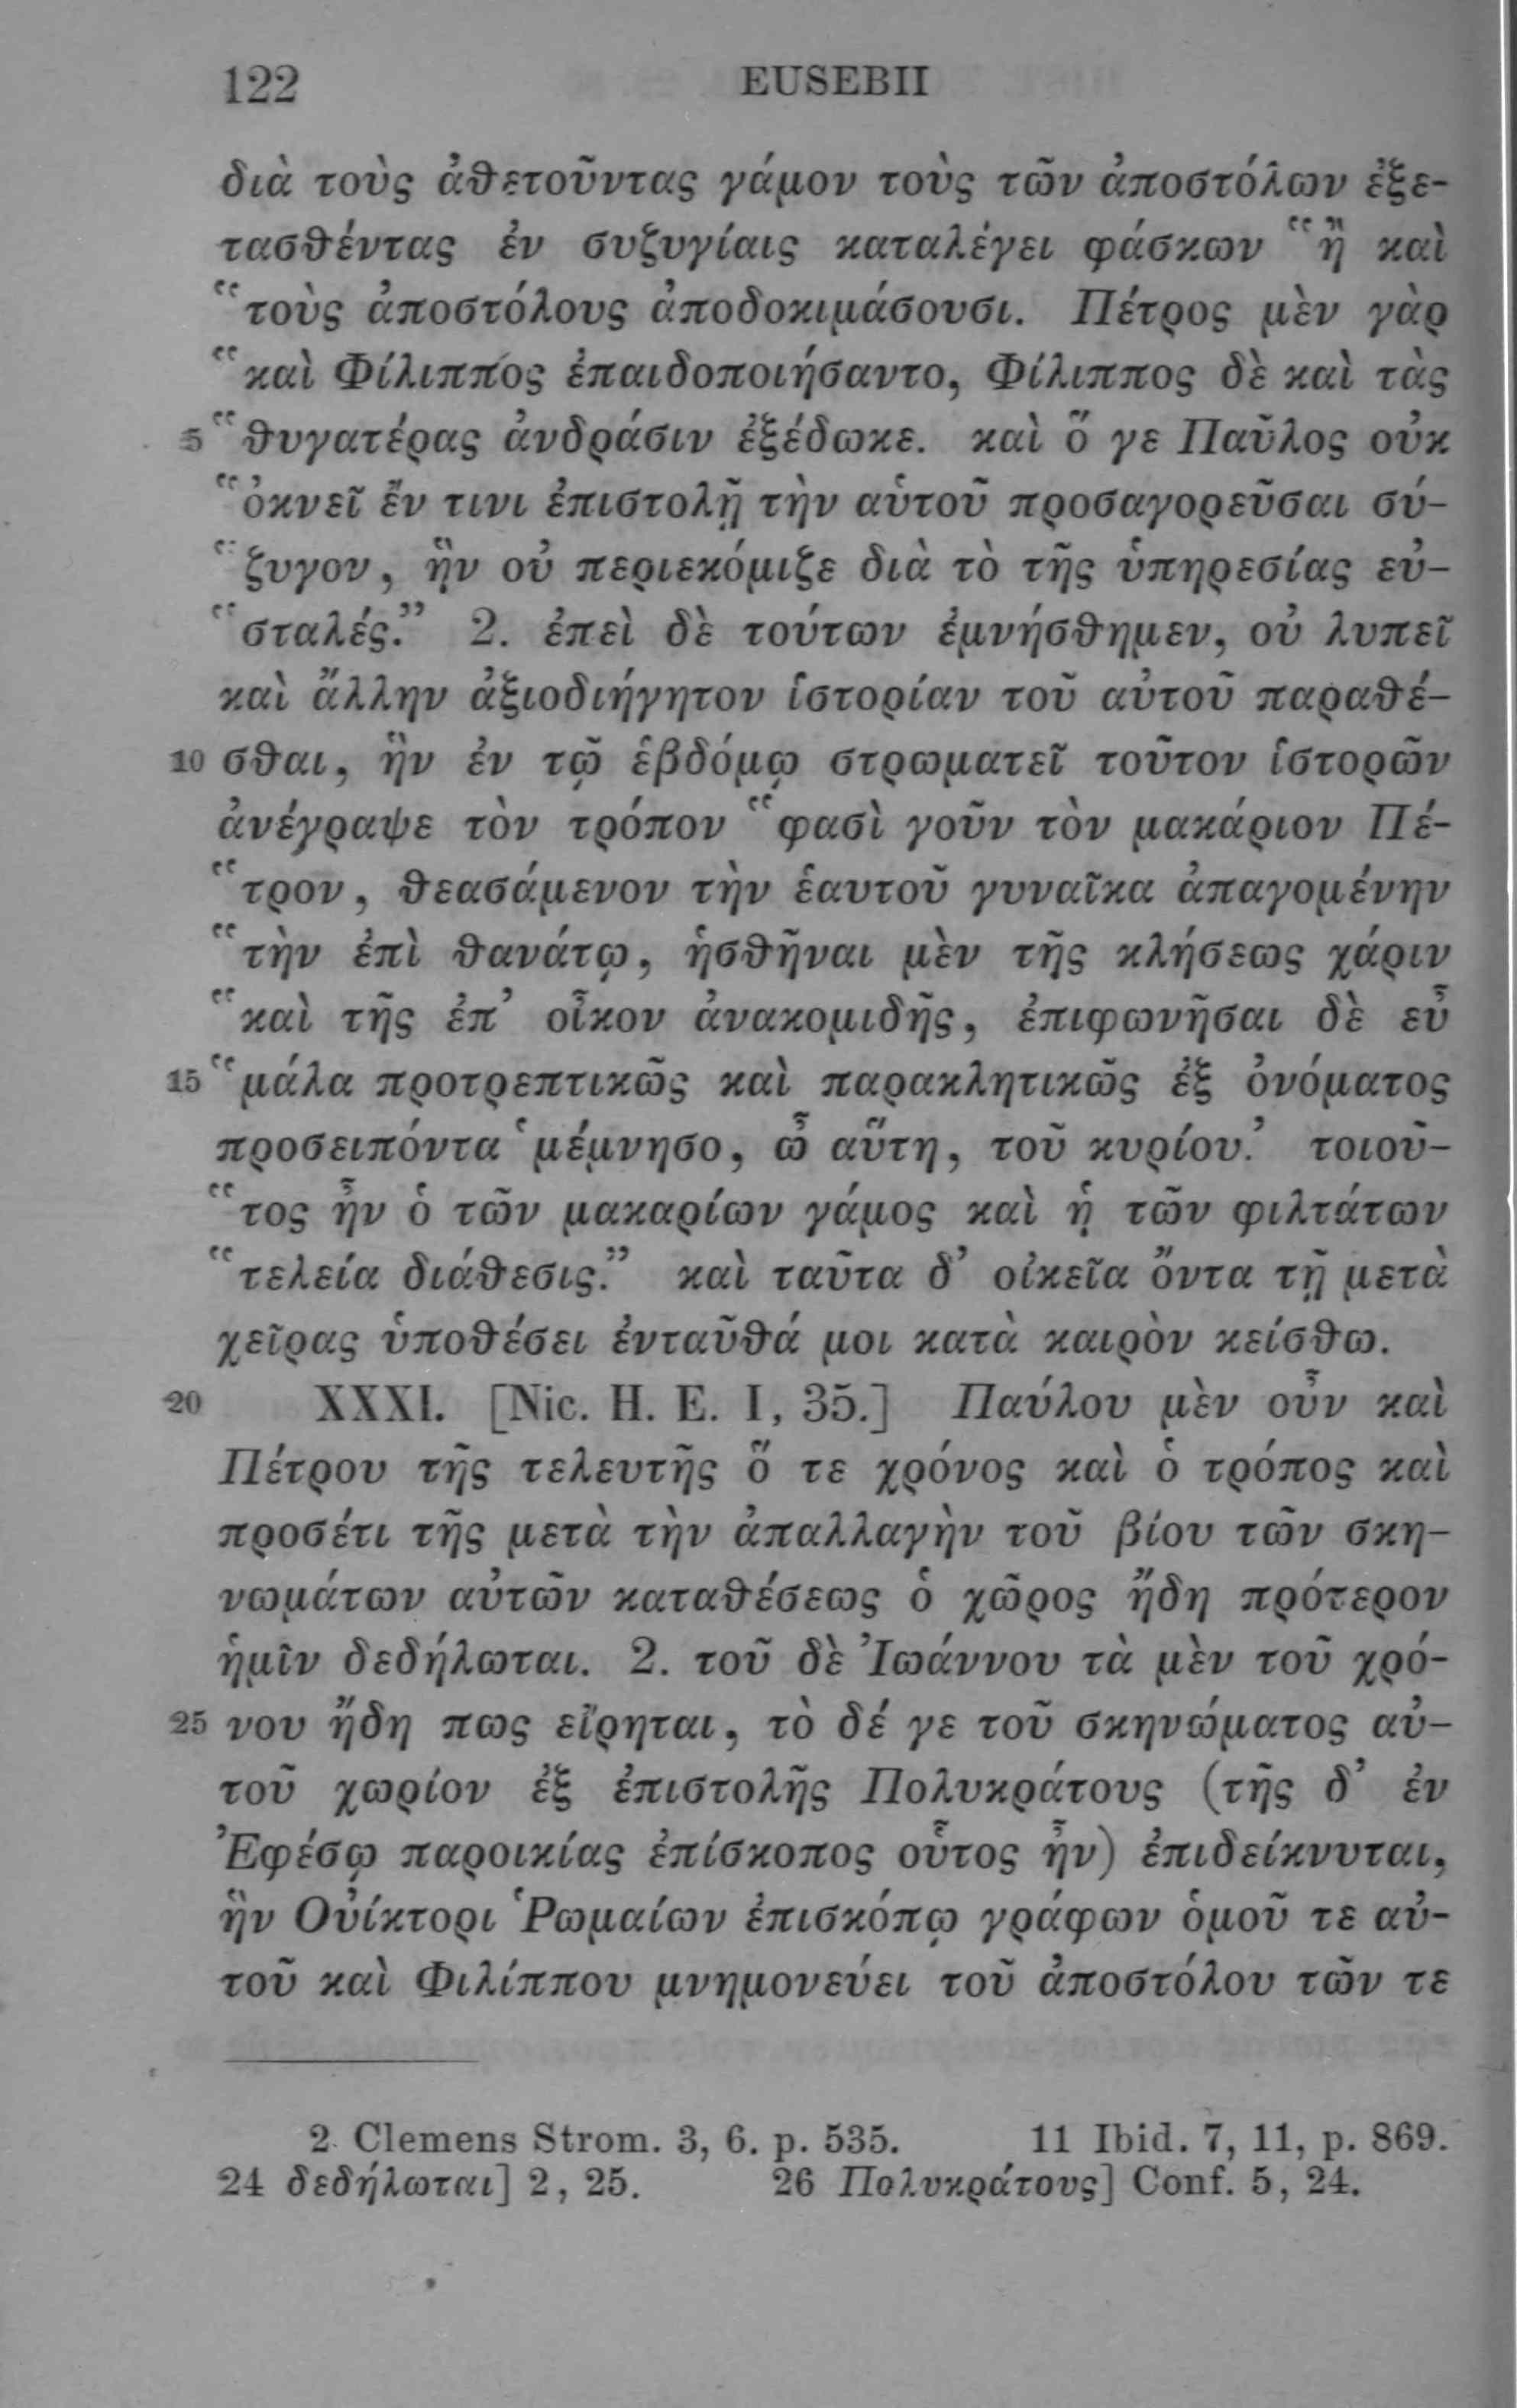 122 EUSEBII
διὰ τοὺς ἀθετοῦντας γάμον τοὺς τῶν ἀποστόλων ἐξε-
τασθέντας ἐν συζυγίαις καταλέγει φάσκων “ἢ καὶ
“τοὺς ἀποστόλους ἀποδοκιμάσουσι. Πέτρος μὲν γὰρ
“καὶ Φίλιππος ἐπαιδοποιήσαντο, Φίλιππος δὲ καὶ τὰς
5 “θυγατέρας ἀνδράσιν ἐξέδωκε. καὶ ὅ γε Παῦλος οὐκ
“ὀκνεῖ ἔν τινι ἐπιστολῇ τὴν αὑτοῦ προσαγορεῦσαι σύ-
“ζυγον, ἣν οὐ περιεκόμιζε διὰ τὸ τῆς ὑπηρεσίας εὐ-
“σταλές.” 2. ἐπεὶ δὲ τούτων ἐμνήσθημεν, οὐ λυπεῖ
καὶ ἄλλην ἀξιοδιήγητον ἱστορίαν τοῦ αὐτοῦ παραθέ-
10 σθαι, ἣν ἐν τῷ ἑβδόμῳ στρωματεῖ τοῦτον ἱστορῶν
ἀνέγραψε τὸν τρόπον “φασὶ γοῦν τὸν μακάριον Πέ-
“τρον, θεασάμενον τὴν ἑαυτοῦ γυναῖκα ἀπαγομένην
“τὴν ἐπὶ θανάτῳ, ἡσθῆναι μὲν τῆς κλήσεως χάριν
“καὶ τῆς ἐπ’ οἶκον ἀνακομιδῆς, ἐπιφωνῆσαι δὲ εὖ
15 “μάλα προτρεπτικῶς καὶ παρακλητικῶς ἐξ ὀνόματος
προσειπόντα ‘μέμνησο, ὦ αὕτη, τοῦ κυρίου.’ τοιοῦ-
“τος ἦν ὁ τῶν μακαρίων γάμος καὶ ἡ τῶν φιλτάτων
“τελεία διάθεσις.” καὶ ταῦτα δ’ οἰκεῖα ὄντα τῇ μετὰ
χεῖρας ὑποθέσει ἐνταῦθά μοι κατὰ καιρὸν κείσθω.
20 XXXI. [Nic. H. E. I, 35.] Παύλου μὲν οὖν καὶ
Πέτρου τῆς τελευτῆς ὅ τε χρόνος καὶ ὁ τρόπος καὶ
προσέτι τῆς μετὰ τὴν ἀπαλλαγὴν τοῦ βίου τῶν σκη-
νωμάτων αὐτῶν καταθέσεως ὁ χῶρος ἤδη πρότερον
ἡμῖν δεδήλωται. 2. τοῦ δὲ Ἰωάννου τὰ μὲν τοῦ χρό-
25 νου ἤδη πως εἴρηται, τὸ δέ γε τοῦ σκηνώματος αὐ-
τοῦ χωρίον ἐξ ἐπιστολῆς Πολυκράτους (τῆς δ’ ἐν
Ἐφέσῳ παροικίας ἐπίσκοπος οὗτος ἦν) ἐπιδείκνυται,
ἣν Οὐίκτορι Ῥωμαίων ἐπισκόπῳ γράφων ὁμοῦ τε αὐ-
τοῦ καὶ Φιλίππου μνημονεύει τοῦ ἀποστόλου τῶν τε
2 Clemens Strom. 3, 6. p. 535. 11 Ibid. 7, 11, p. 869.
24 δεδήλωται] 2, 25. 26 Πολυκράτους] Conf. 5, 24.